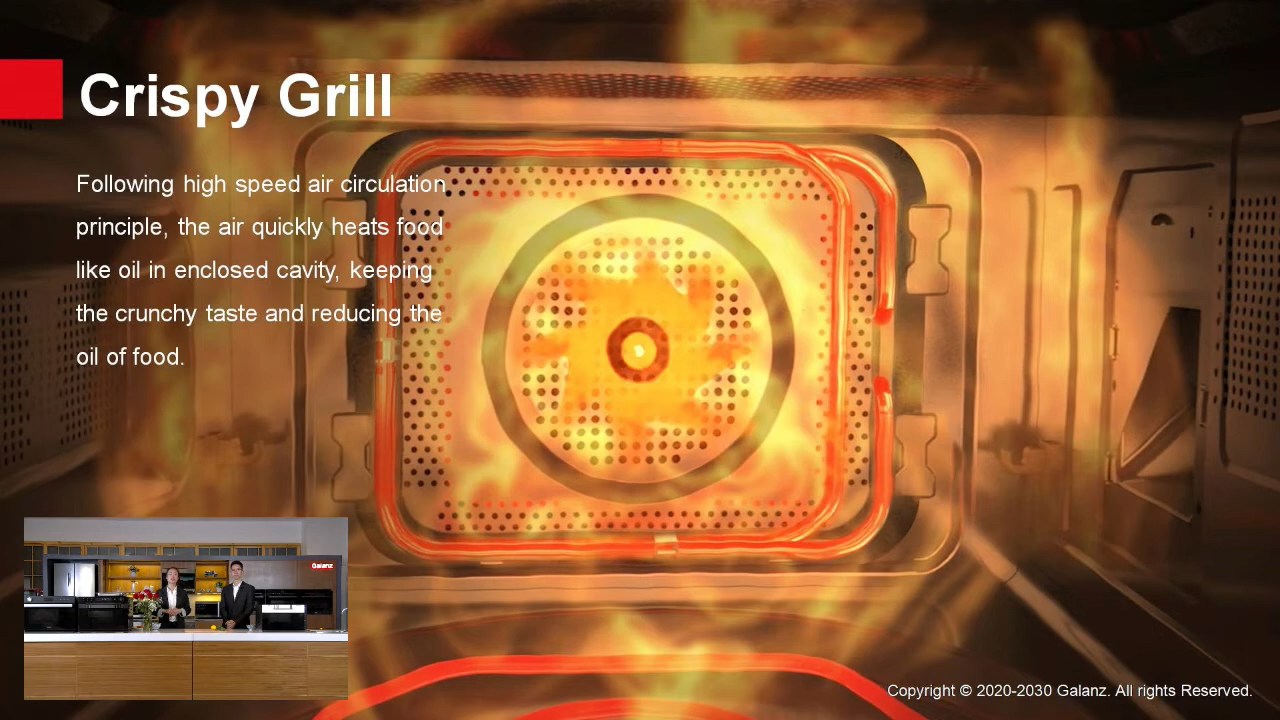 Crispy Grill
Following high speed air circulation
principle, the air quickly heats food
like oil in enclosed cavity, keeping
the crunchy taste and reducing the
oil of food.
Galanz
Copyright © 2020-2030 Galanz. All rights Reserved.